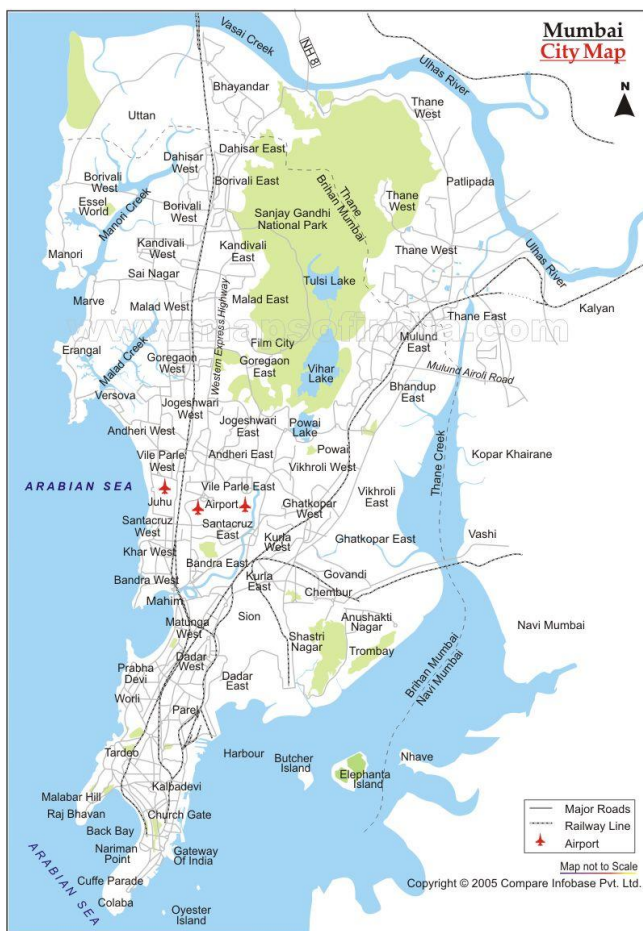 Mumbai
City Map
N
Vasai Creek
NH 8
Ulhas River
Bhayandar
Thane
West
Uttan
Dahisar East
Dahisar
West
Thane
Brihan Mumbai
Borivali
West
Borivali East
Patlipada
Essel
World
Manori Creek
Thane
West
Borivali
West
Sanjay Gandhi
National Park
Kandivali
West
Kandivali
East
Thane West
Ulhas River
Manori
Sai Nagar
Tulsi Lake
Marve
Malad West
Malad East
Kalyan
Thane East
www.mapsofindia.com
Western Express Highway
Film City
Mulund
East
Erangal
Malad Creek
Goregaon
West
Goregaon
East
Vihar
Lake
Mulund Airoli Road
Bhandup
East
Versova
Jogeshwari
West
Jogeshwari
East
Powai
Lake
Andheri West
Andheri East
Powai
Thane Creek
Kopar Khairane
Vile Parle
West
Vikhroli West
ARABIAN SEA
Vile Parle East
Vikhroli
East
Juhu
Airport
Ghatkopar
West
Santacruz
West
Santacruz
East
Kurla
West
Ghatkopar East
Vashi
Khar West
Bandra East
Bandra West
Kurla
East
Govandi
Chembur
Mahim
Matunga
West
Sion
Anushakti
Nagar
Navi Mumbai
Shastri
Nagar
Trombay
Dadar
West
Prabha
Devi
Dadar
East
Brihan Mumbai
Navi Mumbai
Worli
Parel
Tardeo
Harbour
Butcher
Island
Nhave
Elephanta
Island
Kalbadevi
Malabar Hill
Raj Bhavan
Church Gate
Back Bay
Nariman
Point
Gateway
Of India
ARABIAN SEA
Cuffe Parade
Colaba
Oyester
Island
Major Roads
Railway Line
Airport
Map not to Scale
Copyright © 2005 Compare Infobase Pvt. Ltd.